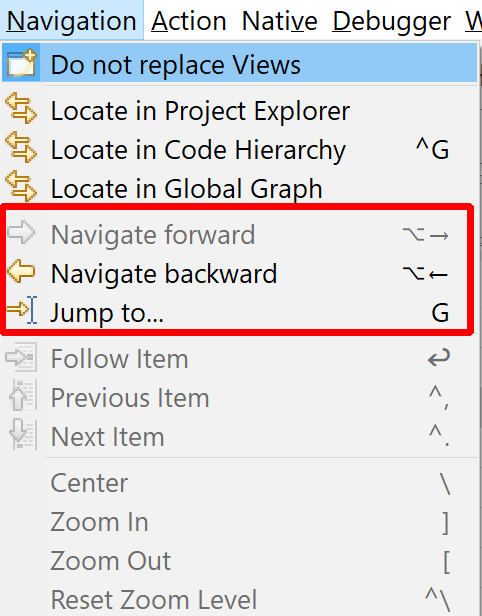 Navigation Action Native Debugger W
Do not replace Views
Locate in Project Explorer
Locate in Code Hierarchy ^G
Locate in Global Graph
Navigate forward ⌥→
Navigate backward ⌥←
Jump to... G
Follow Item ↩
Previous Item ^,
Next Item ^.
Center \
Zoom In ]
Zoom Out [
Reset Zoom Level ^\